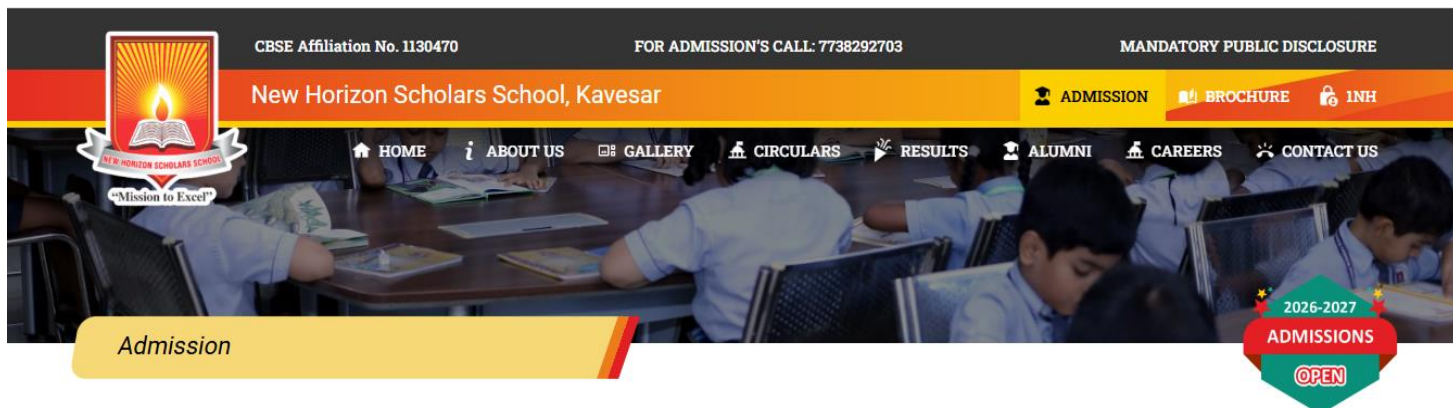 CBSE Affiliation No. 1130470
FOR ADMISSION'S CALL: 7738292703
MANDATORY PUBLIC DISCLOSURE
New Horizon Scholars School, Kavesar
ADMISSION
BROCHURE
1NH
NEW HORIZON SCHOLARS SCHOOL
"Mission to Excel"
HOME
ABOUT US
GALLERY
CIRCULARS
RESULTS
ALUMNI
CAREERS
CONTACT US
Admission
2026-2027
ADMISSIONS
OPEN